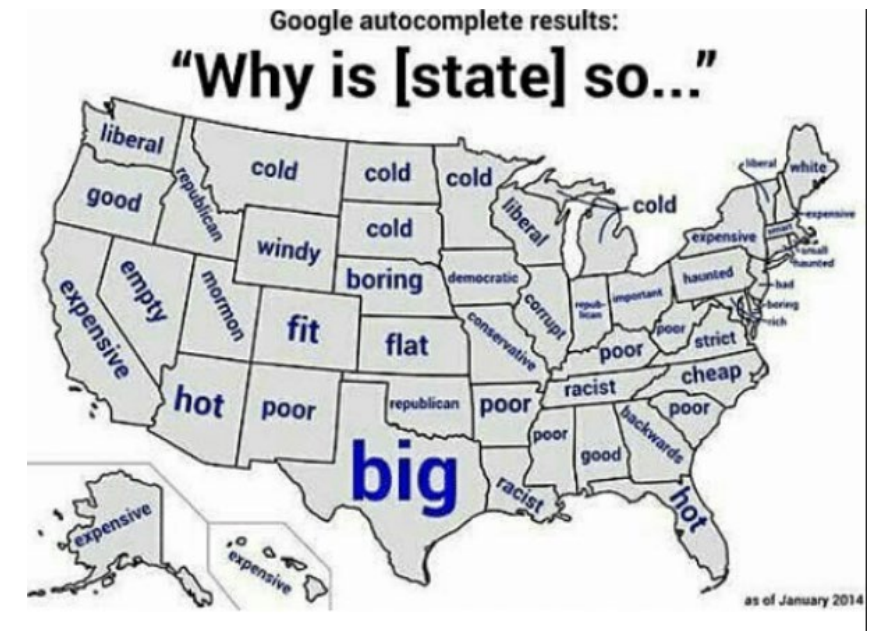 Google autocomplete results:
“Why is [state] so...”
liberal
cold
cold
cold
liberal
white
good
republican
cold
liberal
cold
expensive
windy
expensive
smart
small
haunted
expensive
empty
mormon
boring
democratic
corrupt
repub-
lican
important
haunted
bad
boring
rich
fit
flat
conservative
poor
poor
strict
hot
poor
republican
poor
racist
cheap
poor
big
racist
poor
good
backwards
hot
expensive
expensive
as of January 2014